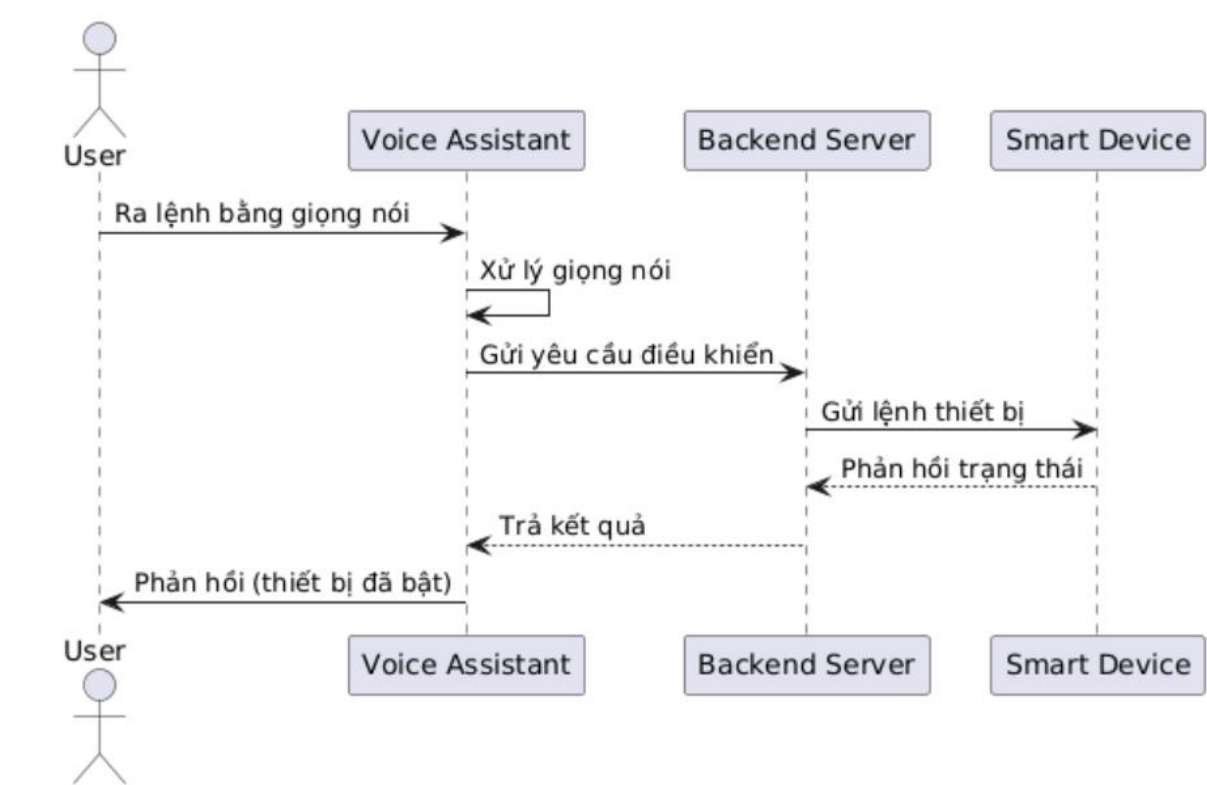 User
Voice Assistant
Backend Server
Smart Device
Ra lệnh bằng giọng nói
Xử lý giọng nói
Gửi yêu cầu điều khiển
Gửi lệnh thiết bị
Phản hồi trạng thái
Trả kết quả
Phản hồi (thiết bị đã bật)
User
Voice Assistant
Backend Server
Smart Device